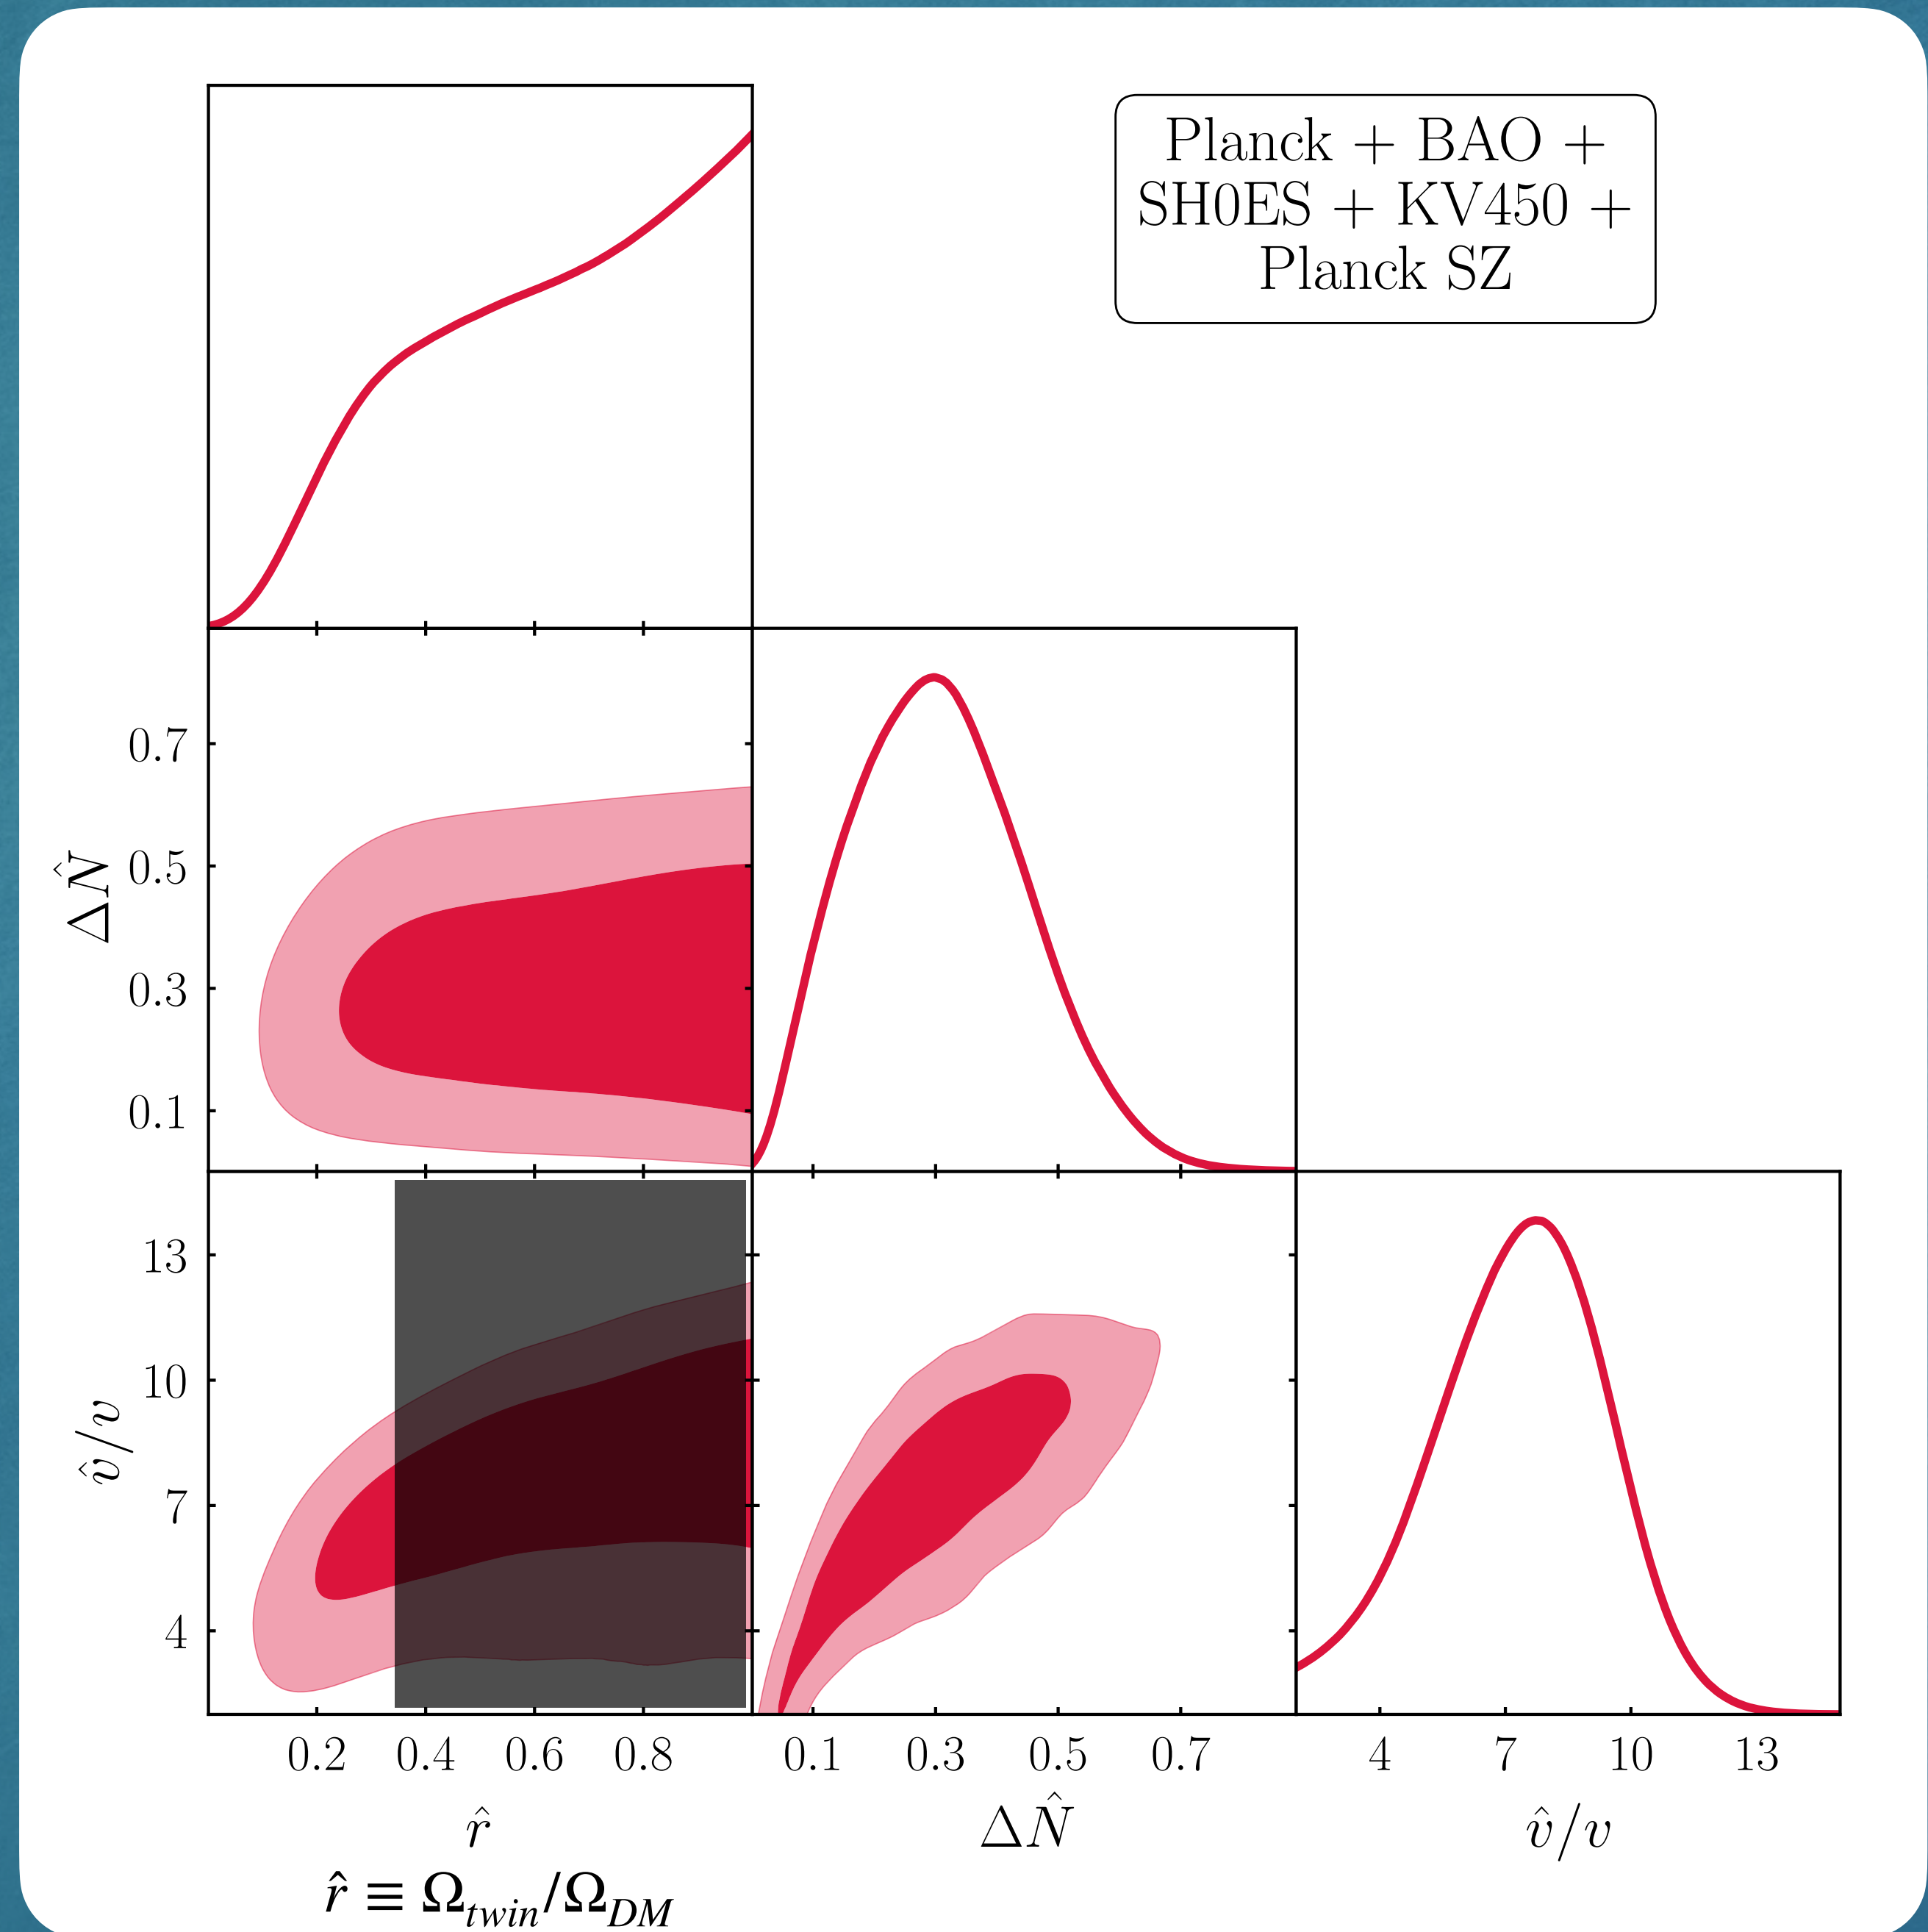 Planck + BAO +
SH0ES + KV450 +
Planck SZ
ΔN̂
0.7
0.5
0.3
0.1
v̂/v
13
10
7
4
0.2 0.4 0.6 0.8
0.1 0.3 0.5 0.7
4 7 10 13
r̂
ΔN̂
v̂/v
r̂ ≡ Ω_twin/Ω_DM